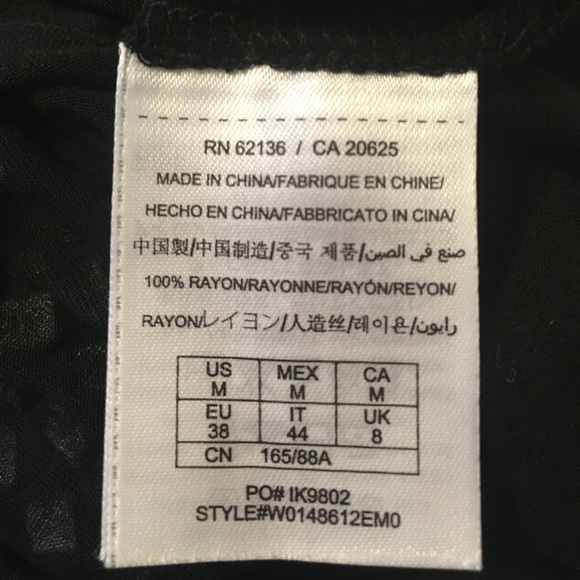 RN 62136 / CA 20625
MADE IN CHINA/FABRIQUE EN CHINE/
HECHO EN CHINA/FABBRICATO IN CINA/
中国製/中国制造/중국 제품/صنع في الصين
100% RAYON/RAYONNE/RAYÓN/REYON/
RAYON/レイヨン/人造丝/레이온/رايون
US MEX CA
M M M
EU IT UK
38 44 8
CN 165/88A
PO# IK9802
STYLE#W0148612EM0